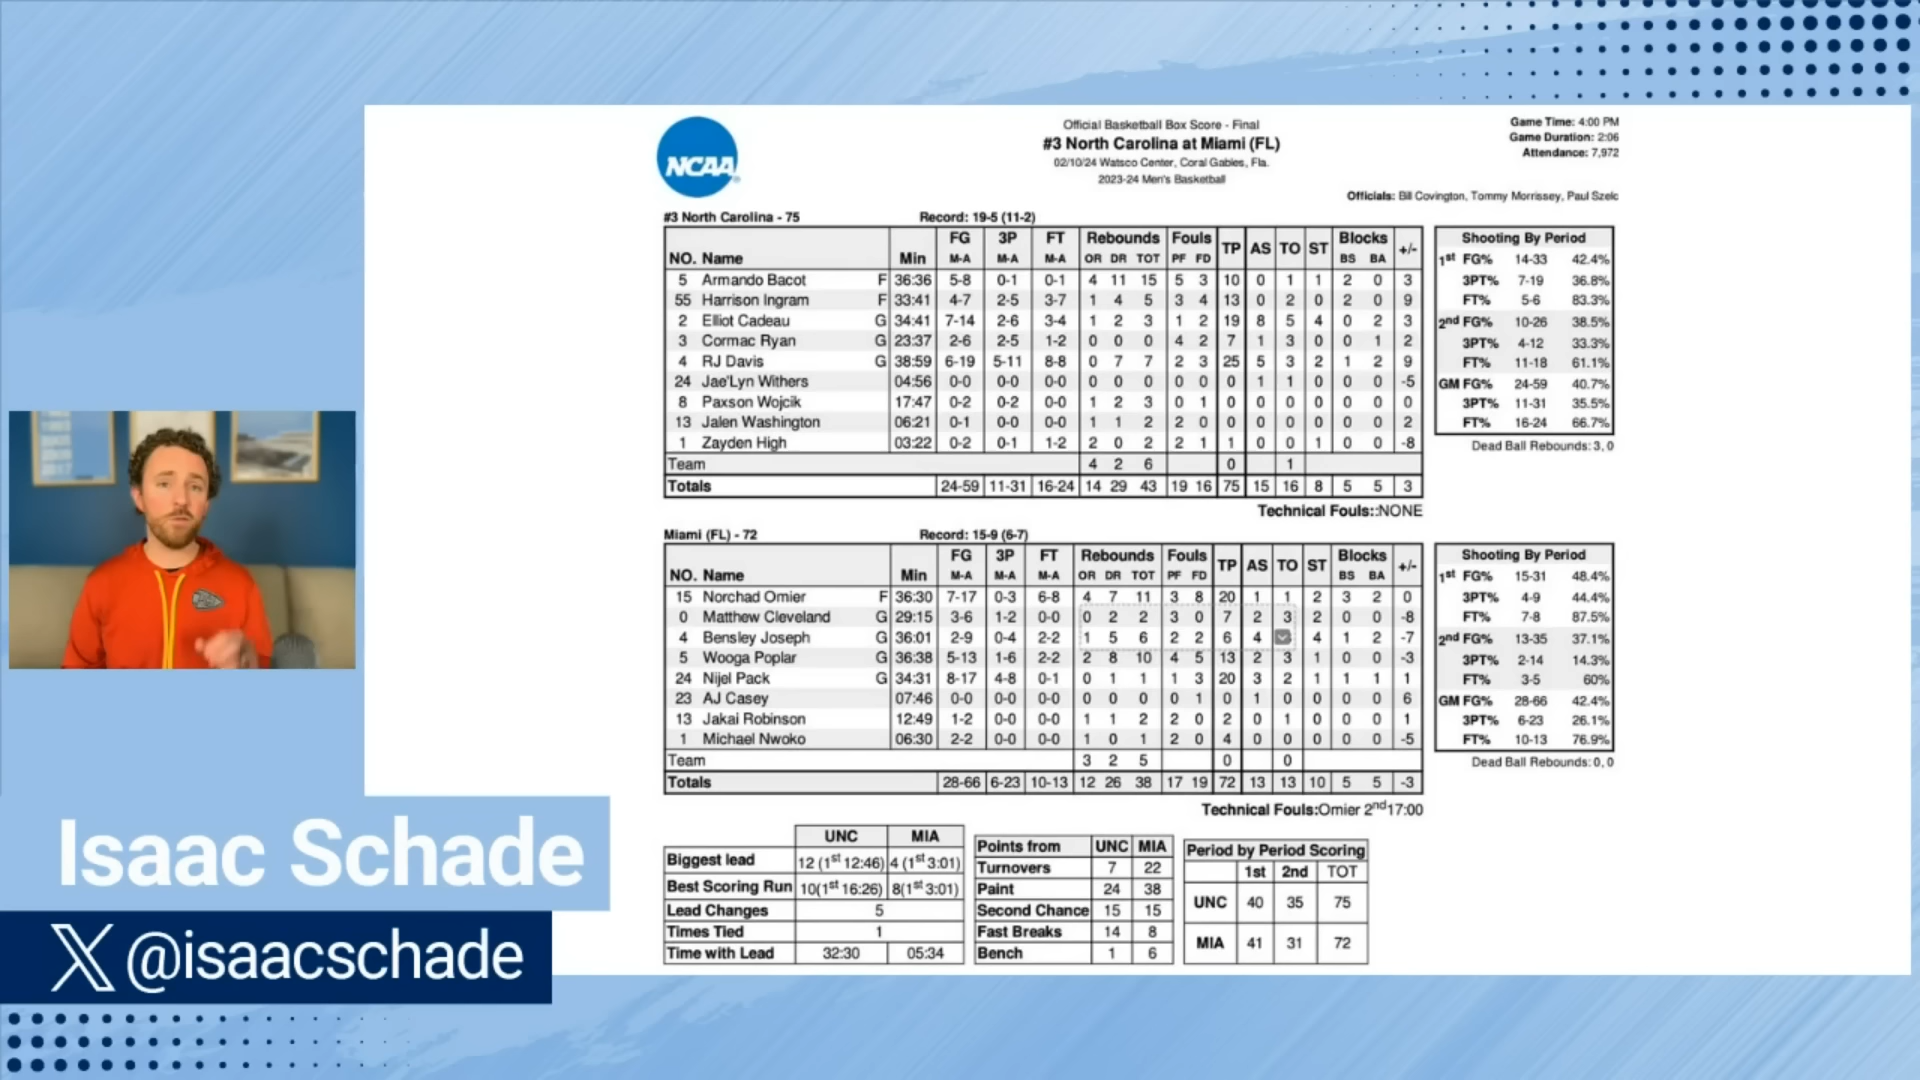 Official Basketball Box Score - Final
#3 North Carolina at Miami (FL)
02/10/24 Watsco Center, Coral Gables, Fla.
2023-24 Men's Basketball
Game Time: 4:00 PM
Game Duration: 2:06
Attendance: 7,972
NCAA
Officials: Bill Covington, Tommy Morrissey, Paul Szelc
#3 North Carolina - 75 Record: 19-5 (11-2)
FG 3P FT Rebounds Fouls TP AS TO ST Blocks +/-
NO. Name Min M-A M-A M-A OR DR TOT PF FD BS BA
5 Armando Bacot F 36:36 5-8 0-1 0-1 4 11 15 5 3 10 0 1 1 2 0 3
55 Harrison Ingram F 33:41 4-7 2-5 3-7 1 4 5 3 4 13 0 2 0 2 0 9
2 Elliot Cadeau G 34:41 7-14 2-6 3-4 1 2 3 1 2 19 8 5 4 0 2 3
3 Cormac Ryan G 23:37 2-6 2-5 1-2 0 0 0 4 2 7 1 3 0 0 1 2
4 RJ Davis G 38:59 6-19 5-11 8-8 0 7 7 2 3 25 5 3 2 1 2 9
24 Jae'Lyn Withers 04:56 0-0 0-0 0-0 0 0 0 0 0 0 1 1 0 0 0 -5
8 Paxson Wojcik 17:47 0-2 0-2 0-0 1 2 3 0 1 0 0 0 0 0 0 0
13 Jalen Washington 06:21 0-1 0-0 0-0 1 1 2 2 0 0 0 0 0 0 0 2
1 Zayden High 03:22 0-2 0-1 1-2 2 0 2 2 1 1 0 0 1 0 0 -8
Team 4 2 6 0 1
Totals 24-59 11-31 16-24 14 29 43 19 16 75 15 16 8 5 5 3
Technical Fouls::NONE
Shooting By Period
1st FG% 14-33 42.4%
3PT% 7-19 36.8%
FT% 5-6 83.3%
2nd FG% 10-26 38.5%
3PT% 4-12 33.3%
FT% 11-18 61.1%
GM FG% 24-59 40.7%
3PT% 11-31 35.5%
FT% 16-24 66.7%
Dead Ball Rebounds: 3, 0
Miami (FL) - 72 Record: 15-9 (6-7)
FG 3P FT Rebounds Fouls TP AS TO ST Blocks +/-
NO. Name Min M-A M-A M-A OR DR TOT PF FD BS BA
15 Norchad Omier F 36:30 7-17 0-3 6-8 4 7 11 3 8 20 1 1 2 3 2 0
0 Matthew Cleveland G 29:15 3-6 1-2 0-0 0 2 2 3 0 7 2 3 2 0 0 -8
4 Bensley Joseph G 36:01 2-9 0-4 2-2 1 5 6 2 2 6 4 4 1 2 -7
5 Wooga Poplar G 36:38 5-13 1-6 2-2 2 8 10 4 5 13 2 3 1 0 0 -3
24 Nijel Pack G 34:31 8-17 4-8 0-1 0 1 1 1 3 20 3 2 1 1 1 1
23 AJ Casey 07:46 0-0 0-0 0-0 0 0 0 0 1 0 1 0 0 0 0 6
13 Jakai Robinson 12:49 1-2 0-0 0-0 1 1 2 2 0 2 0 1 0 0 0 1
1 Michael Nwoko 06:30 2-2 0-0 0-0 1 0 1 2 0 4 0 0 0 0 0 -5
Team 3 2 5 0 0
Totals 28-66 6-23 10-13 12 26 38 17 19 72 13 13 10 5 5 -3
Technical Fouls:Omier 2nd17:00
Shooting By Period
1st FG% 15-31 48.4%
3PT% 4-9 44.4%
FT% 7-8 87.5%
2nd FG% 13-35 37.1%
3PT% 2-14 14.3%
FT% 3-5 60%
GM FG% 28-66 42.4%
3PT% 6-23 26.1%
FT% 10-13 76.9%
Dead Ball Rebounds: 0, 0
UNC MIA
Biggest lead 12 (1st 12:46) 4 (1st 3:01)
Best Scoring Run 10(1st 16:26) 8(1st 3:01)
Lead Changes 5
Times Tied 1
Time with Lead 32:30 05:34
Points from UNC MIA
Turnovers 7 22
Paint 24 38
Second Chance 15 15
Fast Breaks 14 8
Bench 1 6
Period by Period Scoring
1st 2nd TOT
UNC 40 35 75
MIA 41 31 72
Isaac Schade
X @isaacschade